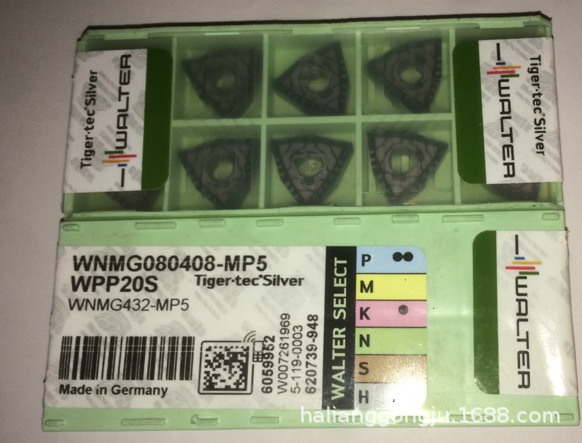 Tiger·tec®Silver
WALTER
WALTER
Tiger·tec®Silver
WNMG080408-MP5
WPP20S Tiger·tec®Silver
WNMG432-MP5
Made in Germany
6059952
W007261969
5-119-0003
620739-948
WALTER SELECT
P
M
K
N
S
H
WALTER
haliangongju.1688.com